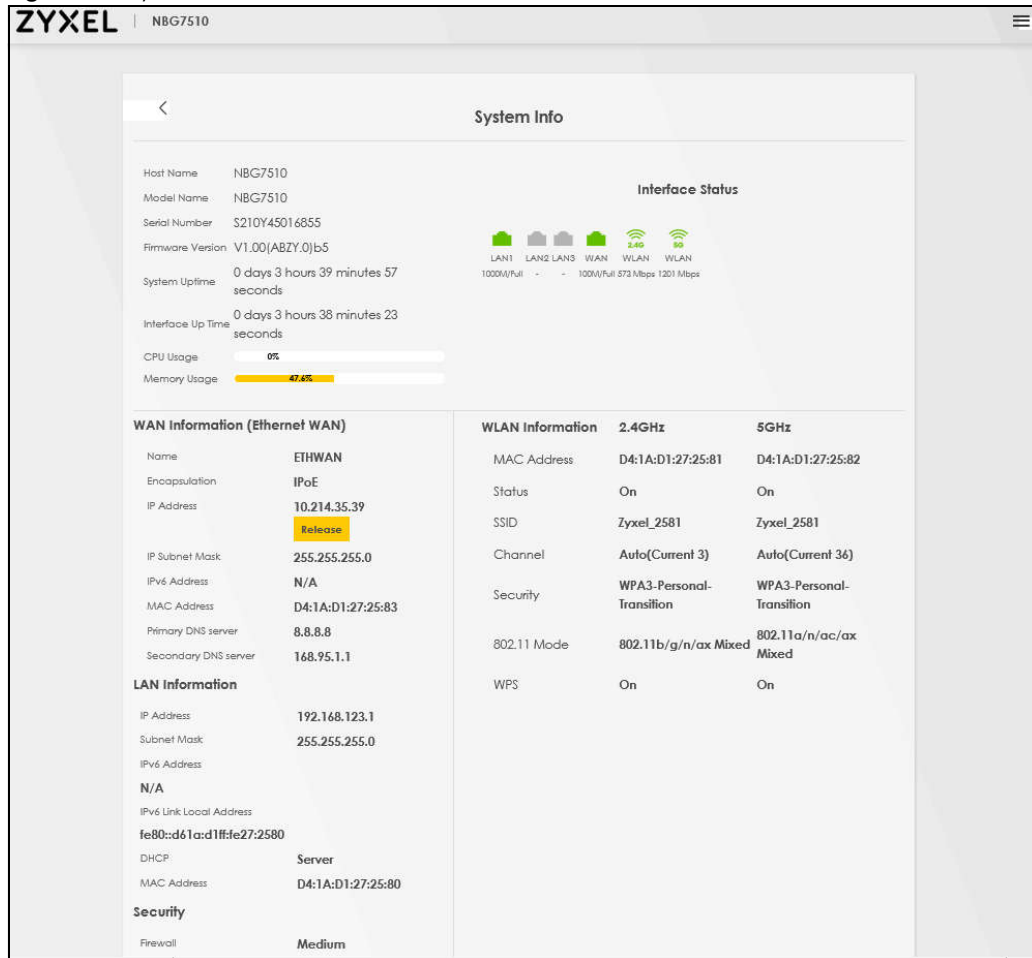 ZYXEL NBG7510
System Info
Host Name NBG7510
Model Name NBG7510
Serial Number S210Y45016855
Firmware Version V1.00(ABZY.0)b5
System Uptime 0 days 3 hours 39 minutes 57
seconds
Interface Up Time 0 days 3 hours 38 minutes 23
seconds
CPU Usage 0%
Memory Usage 47.6%
Interface Status
2.4G 5G
LAN1 LAN2 LAN3 WAN WLAN WLAN
1000M/Full - - 100M/Full 573 Mbps 1201 Mbps
WAN Information (Ethernet WAN)
Name ETHWAN
Encapsulation IPoE
IP Address 10.214.35.39
Release
IP Subnet Mask 255.255.255.0
IPv6 Address N/A
MAC Address D4:1A:D1:27:25:83
Primary DNS server 8.8.8.8
Secondary DNS server 168.95.1.1
LAN Information
IP Address 192.168.123.1
Subnet Mask 255.255.255.0
IPv6 Address
N/A
IPv6 Link Local Address
fe80::d61a:d1ff:fe27:2580
DHCP Server
MAC Address D4:1A:D1:27:25:80
Security
Firewall Medium
WLAN Information 2.4GHz 5GHz
MAC Address D4:1A:D1:27:25:81 D4:1A:D1:27:25:82
Status On On
SSID Zyxel_2581 Zyxel_2581
Channel Auto(Current 3) Auto(Current 36)
Security WPA3-Personal- WPA3-Personal-
Transition Transition
802.11 Mode 802.11b/g/n/ax Mixed 802.11a/n/ac/ax
Mixed
WPS On On